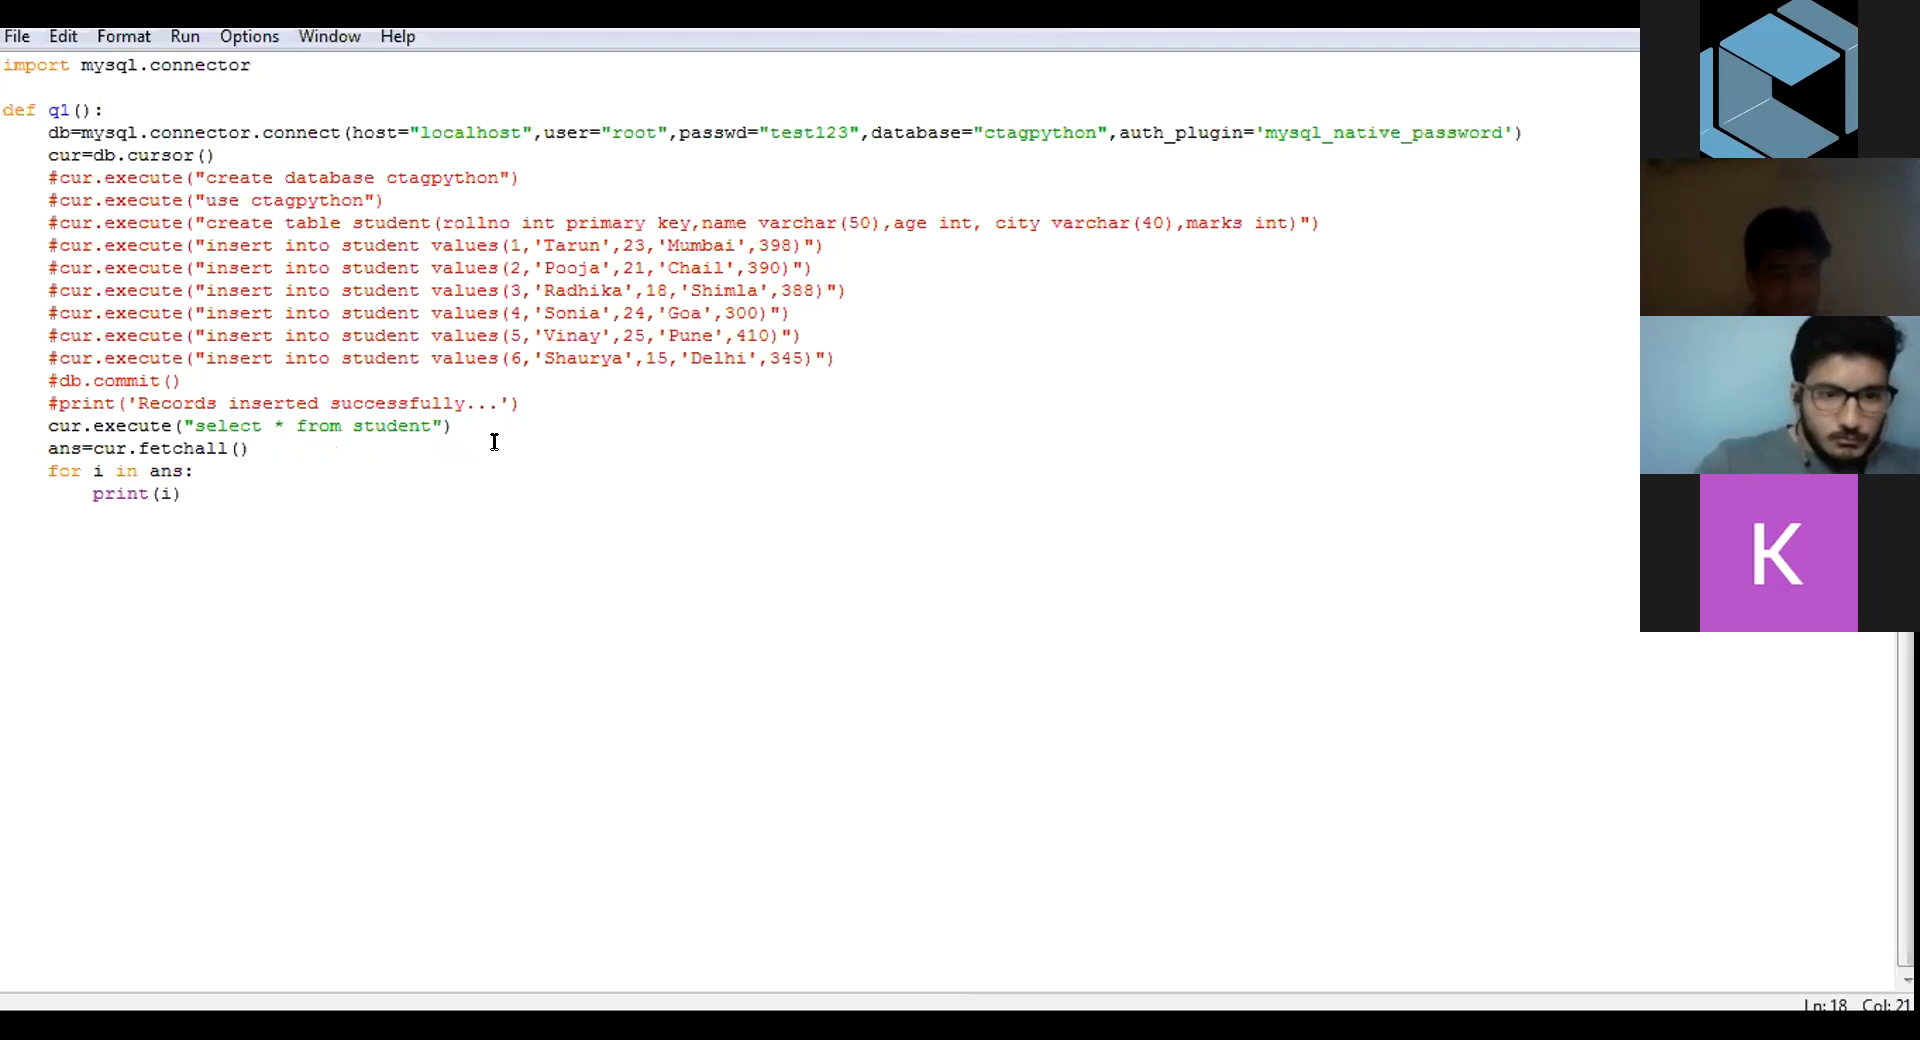 File Edit Format Run Options Window Help
import mysql.connector
def q1():
    db=mysql.connector.connect(host="localhost",user="root",passwd="test123",database="ctagpython",auth_plugin='mysql_native_password')
    cur=db.cursor()
    #cur.execute("create database ctagpython")
    #cur.execute("use ctagpython")
    #cur.execute("create table student(rollno int primary key,name varchar(50),age int, city varchar(40),marks int)")
    #cur.execute("insert into student values(1,'Tarun',23,'Mumbai',398)")
    #cur.execute("insert into student values(2,'Pooja',21,'Chail',390)")
    #cur.execute("insert into student values(3,'Radhika',18,'Shimla',388)")
    #cur.execute("insert into student values(4,'Sonia',24,'Goa',300)")
    #cur.execute("insert into student values(5,'Vinay',25,'Pune',410)")
    #cur.execute("insert into student values(6,'Shaurya',15,'Delhi',345)")
    #db.commit()
    #print('Records inserted successfully...')
    cur.execute("select * from student")
    ans=cur.fetchall()
    for i in ans:
        print(i)
K
Ln: 18 Col: 21